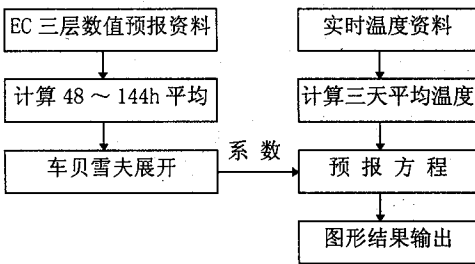 EC 三层数值预报资料
实时温度资料
计算 48～144h 平均
计算三天平均温度
车贝雪夫展开
系 数
预 报 方 程
图形结果输出